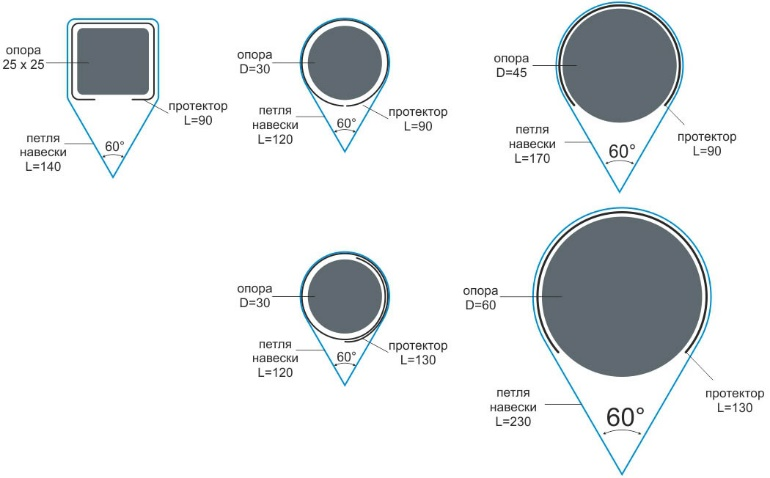 опора
25 x 25
протектор
L=90
петля
навески
L=140
60°
опора
D=30
протектор
L=90
петля
навески
L=120
60°
опора
D=45
протектор
L=90
петля
навески
L=170
60°
опора
D=30
протектор
L=130
петля
навески
L=120
60°
опора
D=60
протектор
L=130
петля
навески
L=230
60°